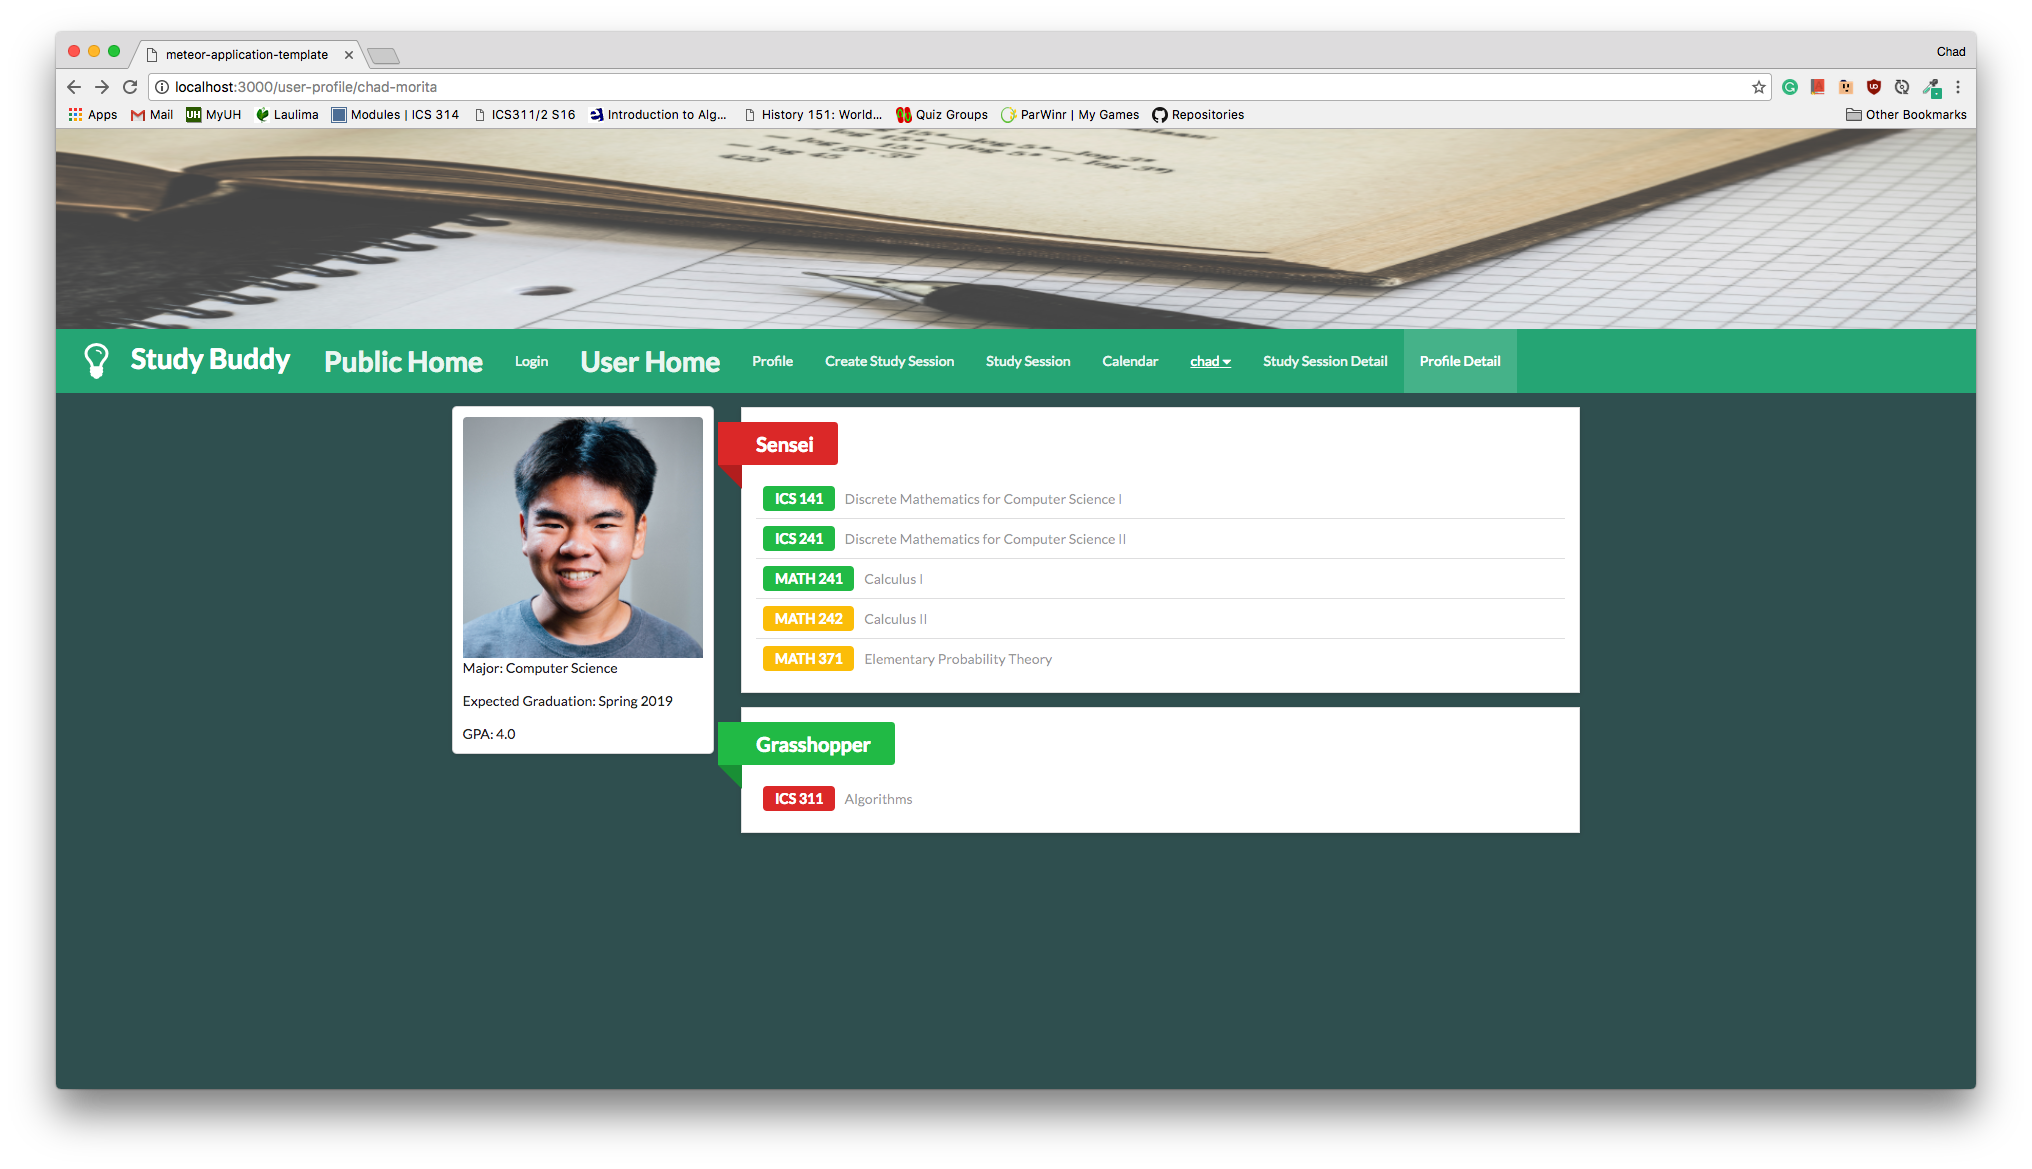 meteor-application-template
Chad
localhost:3000/user-profile/chad-morita
Apps Mail MyUH Laulima Modules | ICS 314 ICS311/2 S16 Introduction to Alg... History 151: World... Quiz Groups ParWinr | My Games Repositories Other Bookmarks
Study Buddy Public Home Login User Home Profile Create Study Session Study Session Calendar chad Study Session Detail Profile Detail
Major: Computer Science
Expected Graduation: Spring 2019
GPA: 4.0
Sensei
ICS 141 Discrete Mathematics for Computer Science I
ICS 241 Discrete Mathematics for Computer Science II
MATH 241 Calculus I
MATH 242 Calculus II
MATH 371 Elementary Probability Theory
Grasshopper
ICS 311 Algorithms